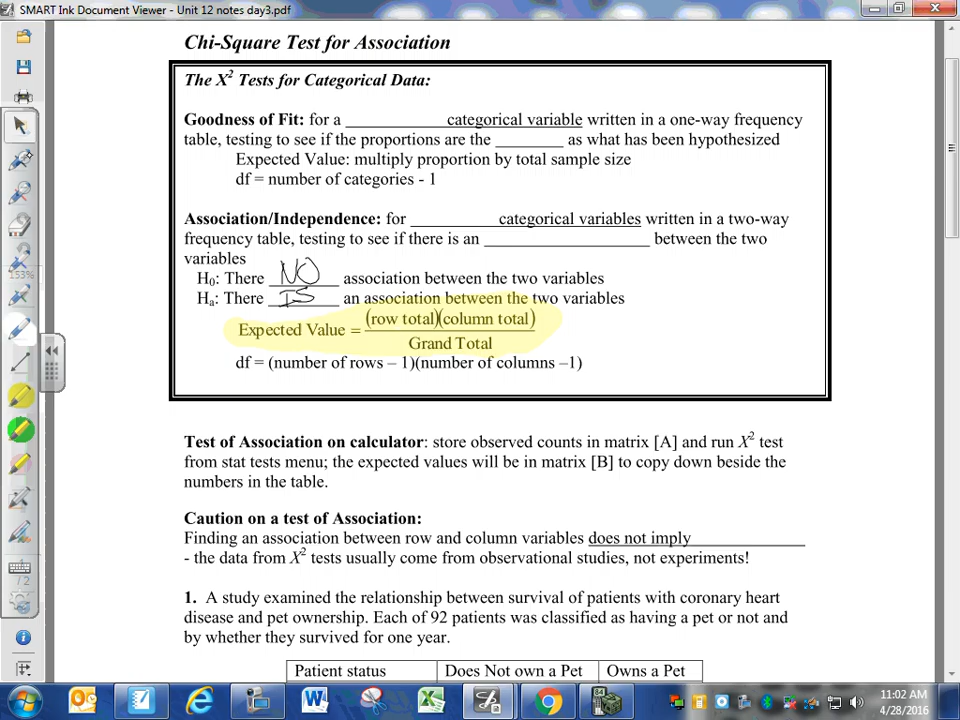 SMART Ink Document Viewer - Unit 12 notes day3.pdf
Chi-Square Test for Association
The X² Tests for Categorical Data:
Goodness of Fit: for a ____________ categorical variable written in a one-way frequency
table, testing to see if the proportions are the ________ as what has been hypothesized
Expected Value: multiply proportion by total sample size
df = number of categories - 1
Association/Independence: for ___________ categorical variables written in a two-way
frequency table, testing to see if there is an ____________________ between the two
variables
H₀: There NO association between the two variables
Hₐ: There IS an association between the two variables
Expected Value = (row total)(column total) / Grand Total
df = (number of rows – 1)(number of columns –1)
Test of Association on calculator: store observed counts in matrix [A] and run X² test
from stat tests menu; the expected values will be in matrix [B] to copy down beside the
numbers in the table.
Caution on a test of Association:
Finding an association between row and column variables does not imply ______________
- the data from X² tests usually come from observational studies, not experiments!
1. A study examined the relationship between survival of patients with coronary heart
disease and pet ownership. Each of 92 patients was classified as having a pet or not and
by whether they survived for one year.
Patient status Does Not own a Pet Owns a Pet
153%
/ 2
11:02 AM
4/28/2016